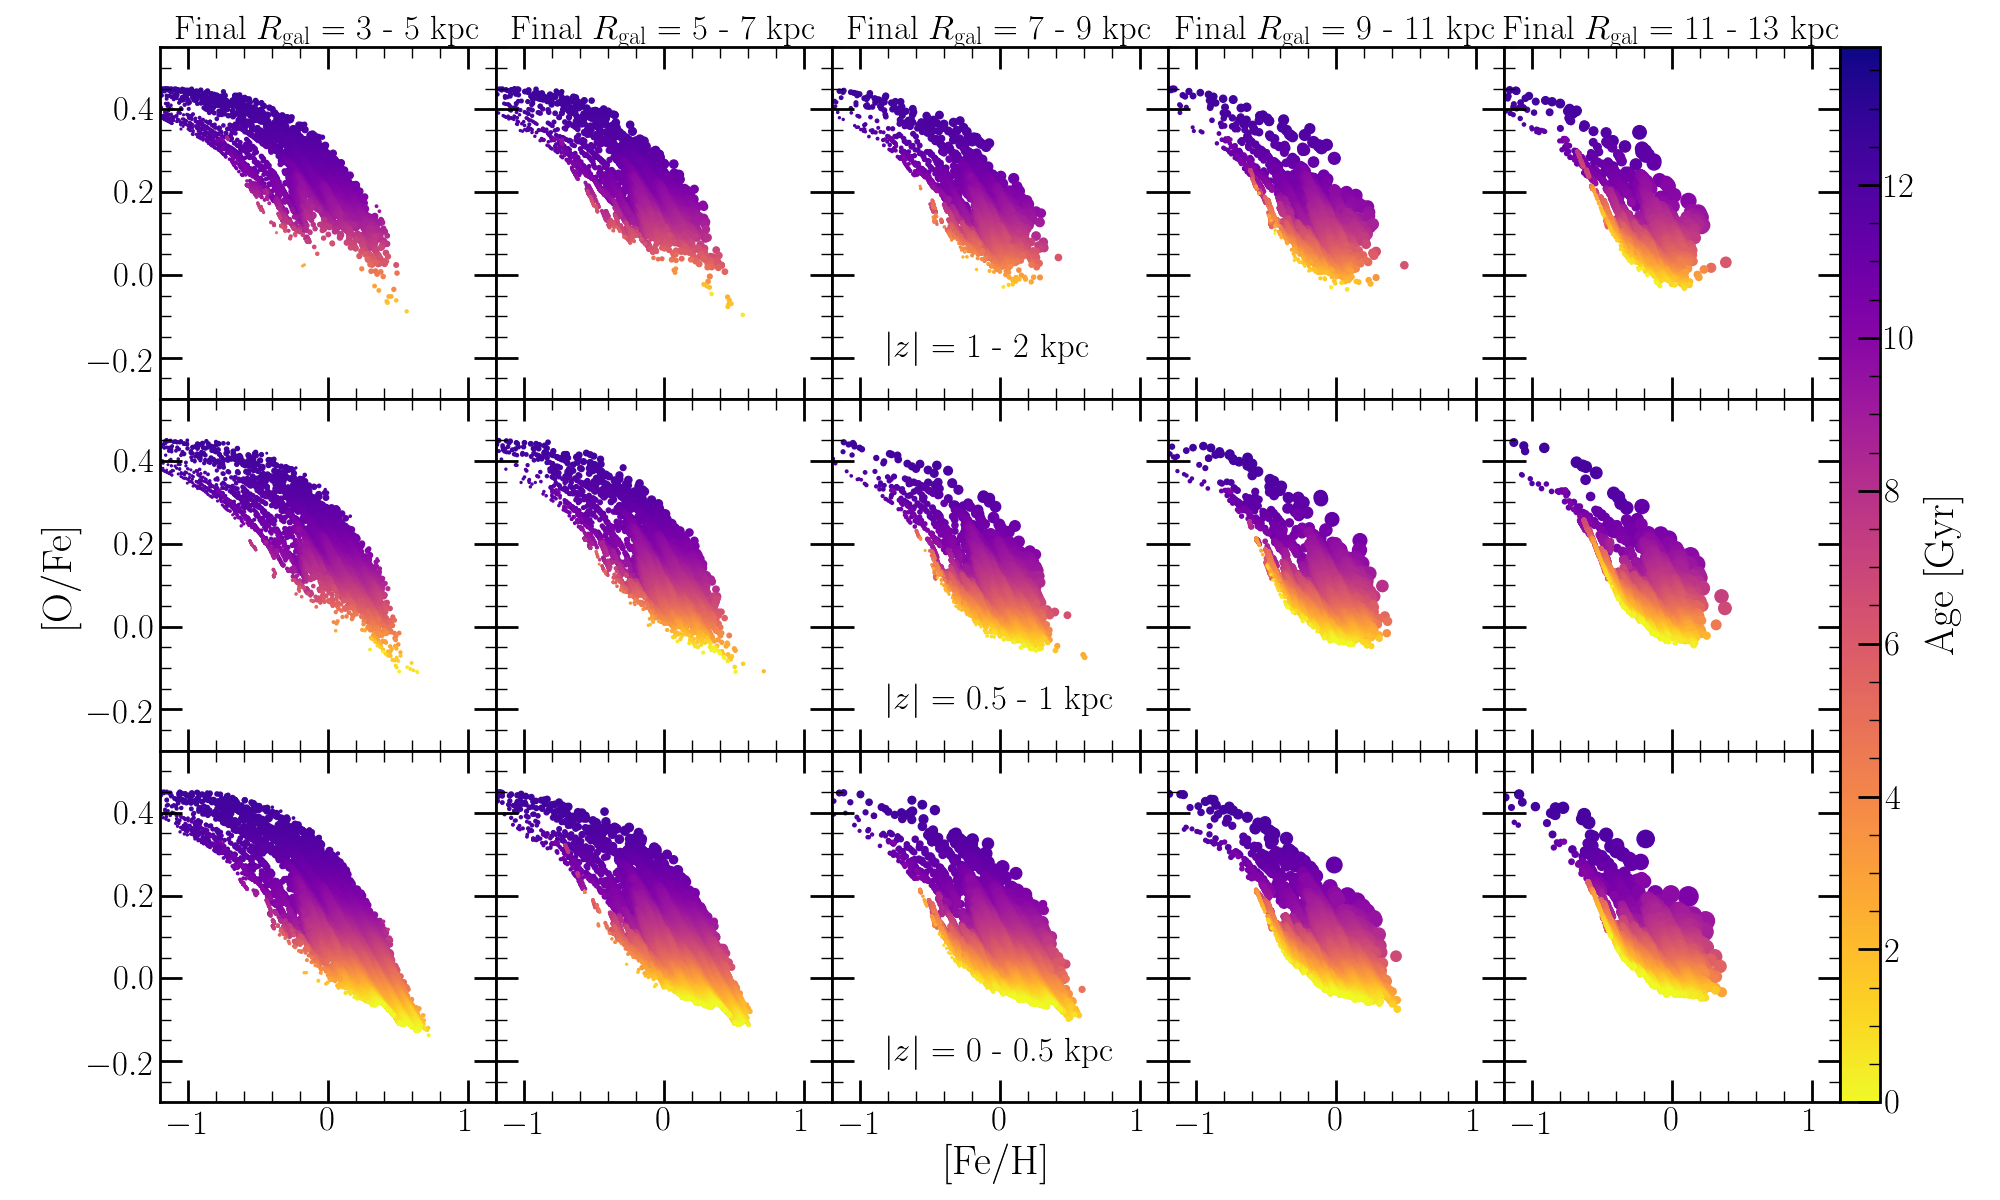 Final R_gal = 3 - 5 kpc
Final R_gal = 5 - 7 kpc
Final R_gal = 7 - 9 kpc
Final R_gal = 9 - 11 kpc
Final R_gal = 11 - 13 kpc
0.4
0.2
0.0
−0.2
|z| = 1 - 2 kpc
0.4
0.2
0.0
−0.2
|z| = 0.5 - 1 kpc
0.4
0.2
0.0
−0.2
|z| = 0 - 0.5 kpc
[O/Fe]
−1 0 1
−1 0 1
−1 0 1
−1 0 1
−1 0 1
[Fe/H]
12
10
8
6
4
2
0
Age [Gyr]